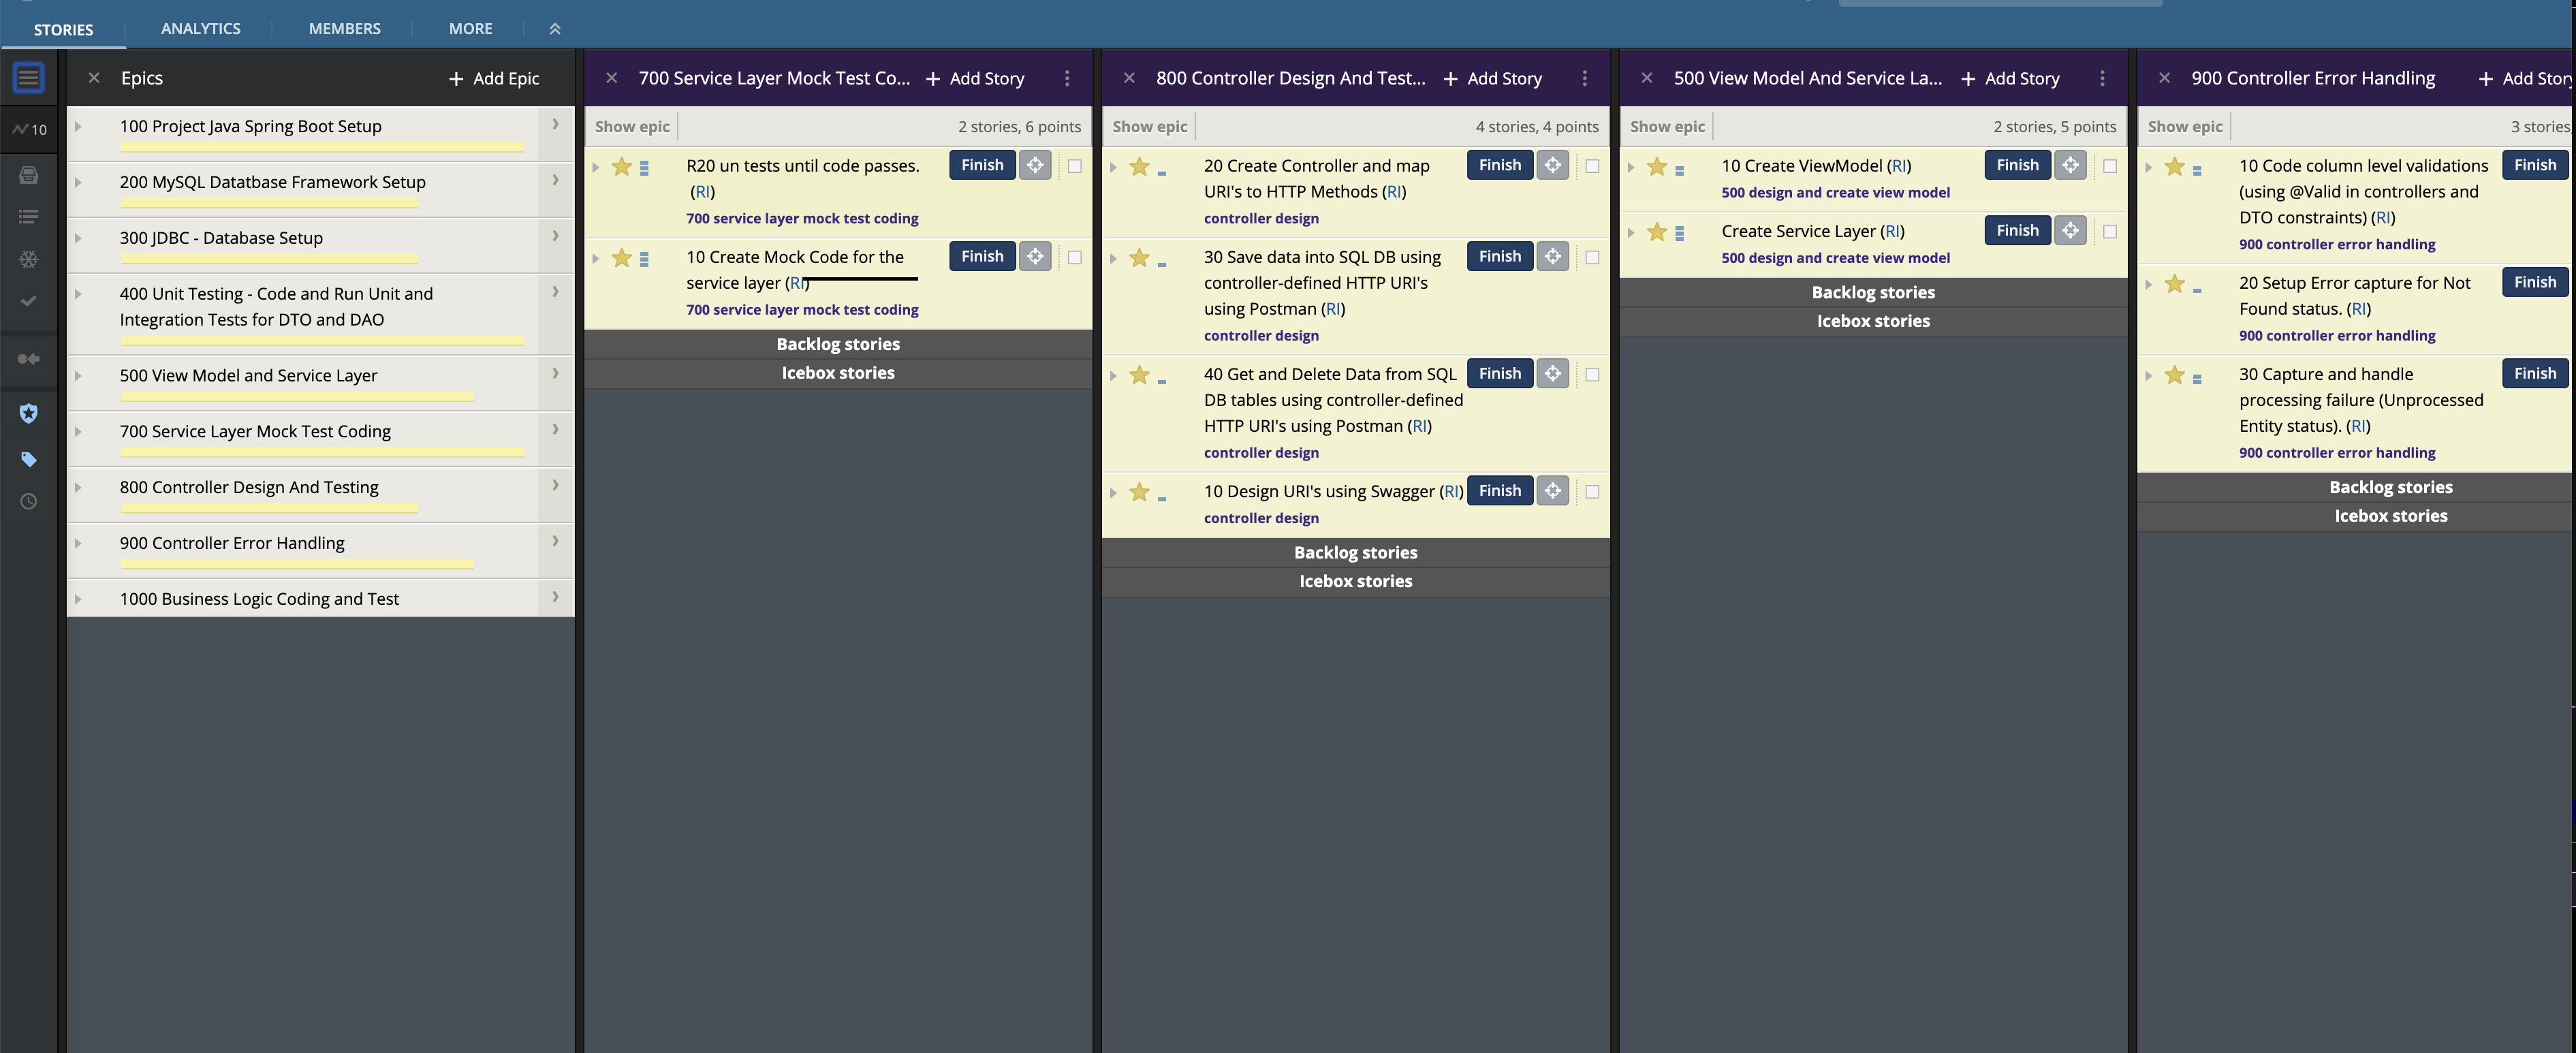 STORIES
ANALYTICS
MEMBERS
MORE
10
Epics
+ Add Epic
100 Project Java Spring Boot Setup
200 MySQL Datatbase Framework Setup
300 JDBC - Database Setup
400 Unit Testing - Code and Run Unit and
Integration Tests for DTO and DAO
500 View Model and Service Layer
700 Service Layer Mock Test Coding
800 Controller Design And Testing
900 Controller Error Handling
1000 Business Logic Coding and Test
700 Service Layer Mock Test Co...
+ Add Story
Show epic
2 stories, 6 points
R20 un tests until code passes.
(RI)
Finish
700 service layer mock test coding
10 Create Mock Code for the
service layer (RI)
Finish
700 service layer mock test coding
Backlog stories
Icebox stories
800 Controller Design And Test...
+ Add Story
Show epic
4 stories, 4 points
20 Create Controller and map
URI's to HTTP Methods (RI)
Finish
controller design
30 Save data into SQL DB using
controller-defined HTTP URI's
using Postman (RI)
Finish
controller design
40 Get and Delete Data from SQL
DB tables using controller-defined
HTTP URI's using Postman (RI)
Finish
controller design
10 Design URI's using Swagger (RI)
Finish
controller design
Backlog stories
Icebox stories
500 View Model And Service La...
+ Add Story
Show epic
2 stories, 5 points
10 Create ViewModel (RI)
Finish
500 design and create view model
Create Service Layer (RI)
Finish
500 design and create view model
Backlog stories
Icebox stories
900 Controller Error Handling
+ Add Story
Show epic
3 stories
10 Code column level validations
(using @Valid in controllers and
DTO constraints) (RI)
Finish
900 controller error handling
20 Setup Error capture for Not
Found status. (RI)
Finish
900 controller error handling
30 Capture and handle
processing failure (Unprocessed
Entity status). (RI)
Finish
900 controller error handling
Backlog stories
Icebox stories